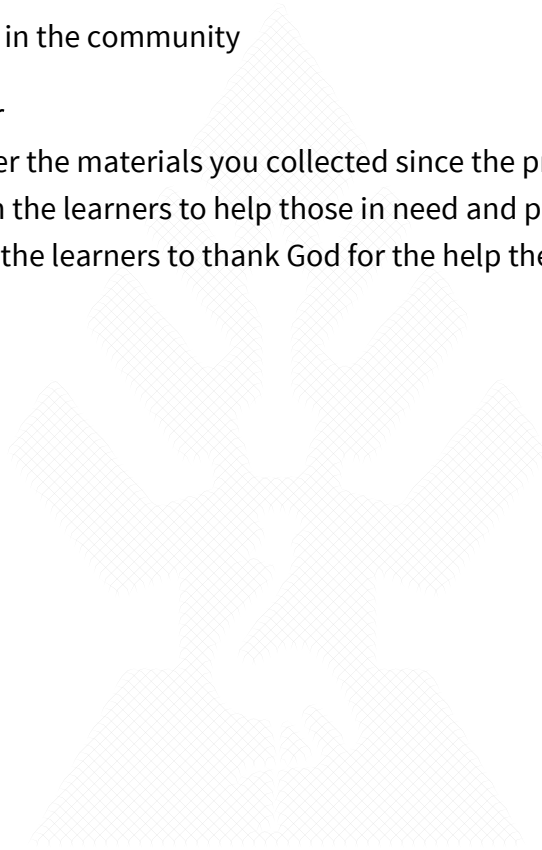 in the community
r
er the materials you collected since the pr
n the learners to help those in need and p
the learners to thank God for the help the